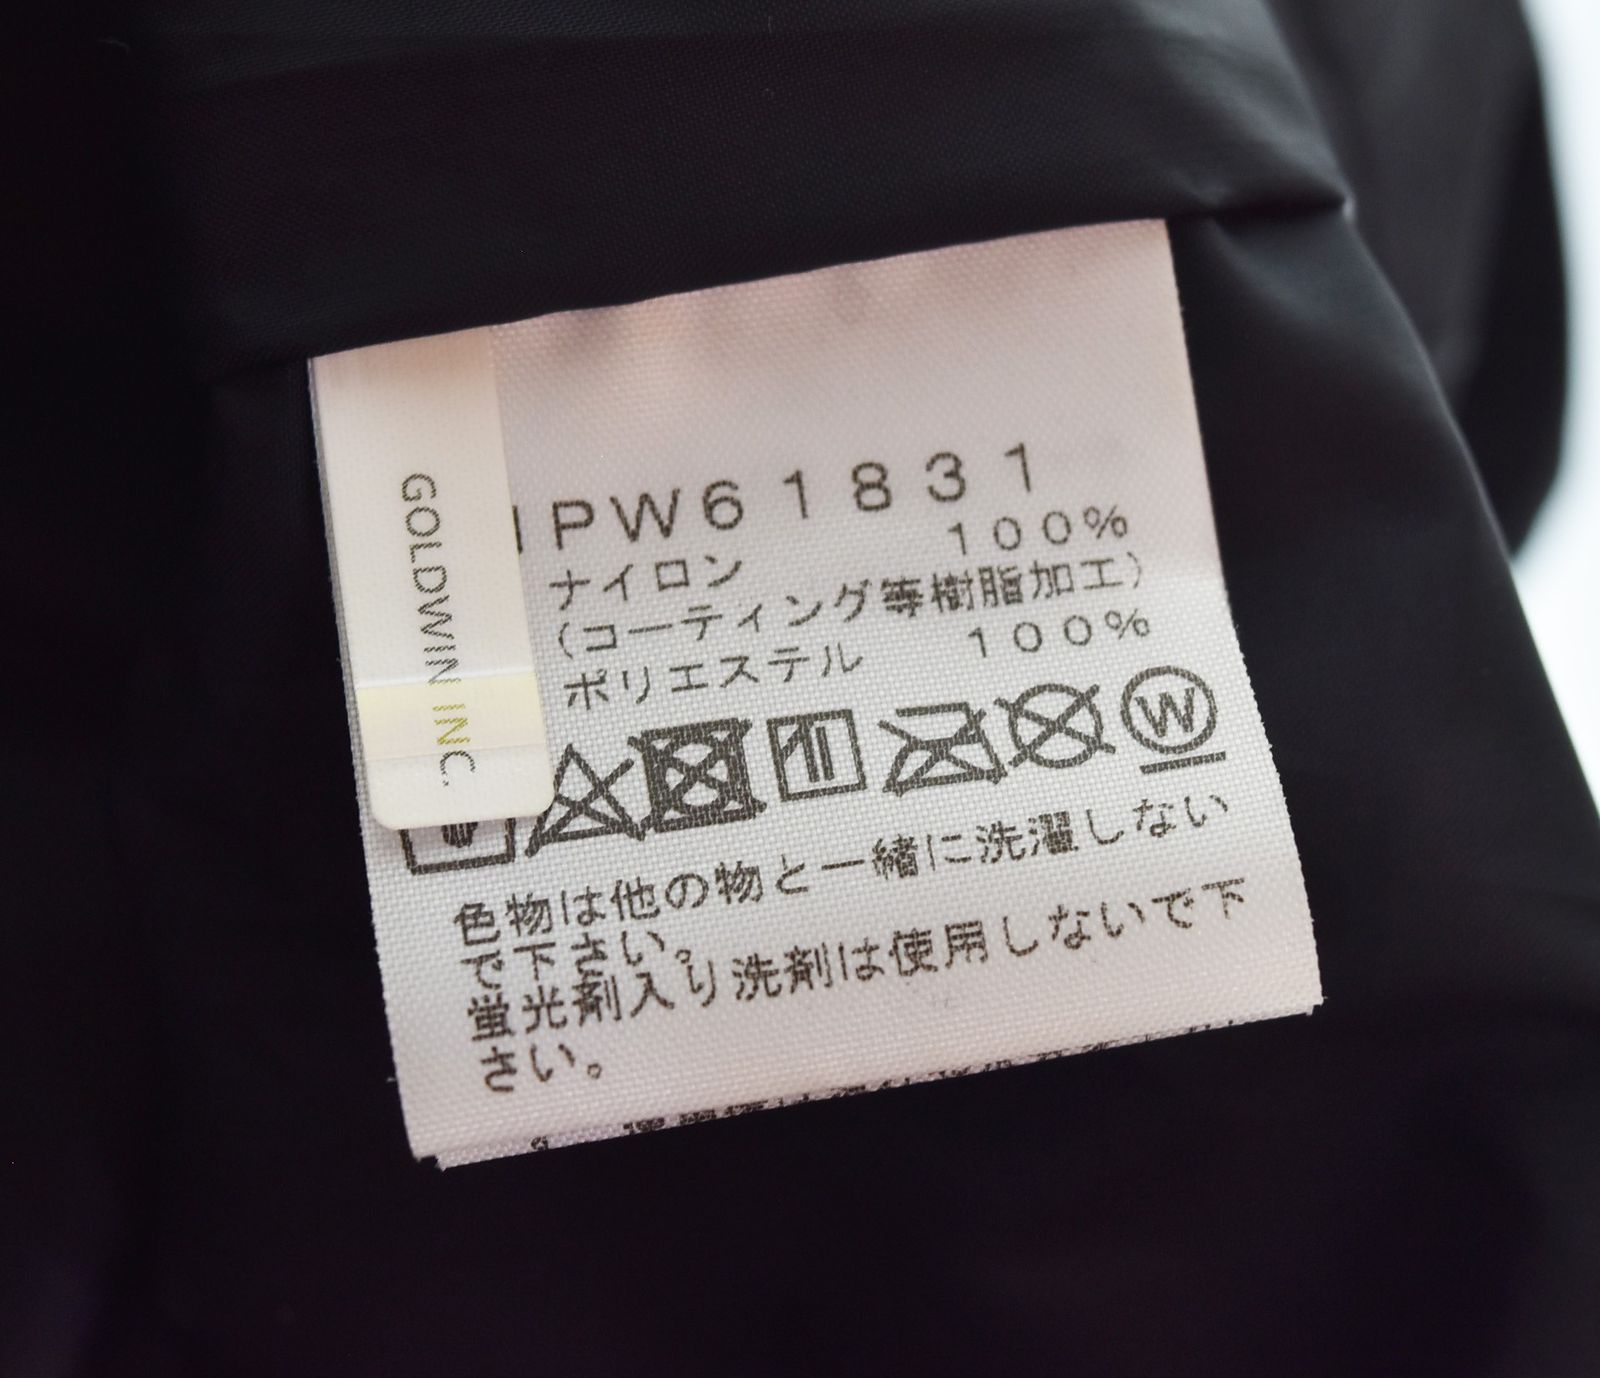 GOLDWIN INC.
PW61831
ナイロン 100%
(コーティング等樹脂加工)
ポリエステル 100%
W
色物は他の物と一緒に洗濯しない
で下さい。
蛍光剤入り洗剤は使用しないで下
さい。